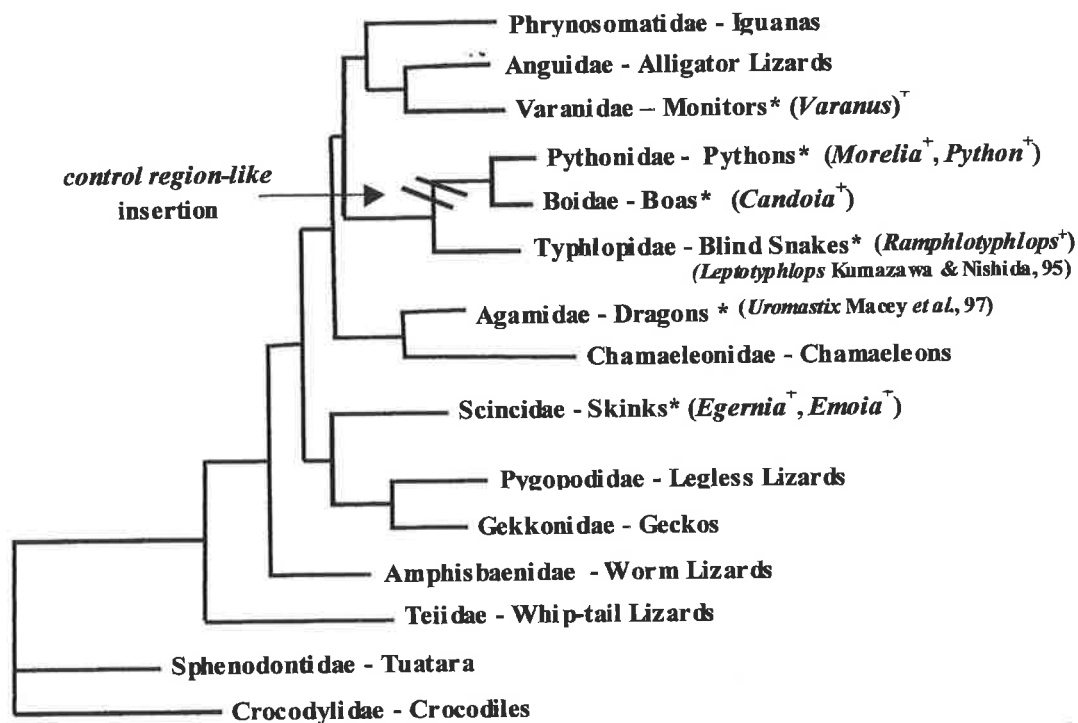 Phrynosomatidae - Iguanas
Anguidae - Alligator Lizards
Varanidae – Monitors* (Varanus)⁺
Pythonidae - Pythons* (Morelia⁺, Python⁺)
control region-like
insertion
Boidae - Boas* (Candoia⁺)
Typhlopidae - Blind Snakes* (Ramphlotyphlops⁺)
(Leptotyphlops Kumazawa & Nishida, 95)
Agamidae - Dragons * (Uromastix Macey et al., 97)
Chamaeleonidae - Chamaeleons
Scincidae - Skinks* (Egernia⁺, Emoia⁺)
Pygopodidae - Legless Lizards
Gekkonidae - Geckos
Amphisbaenidae - Worm Lizards
Teiidae - Whip-tail Lizards
Sphenodontidae - Tuatara
Crocodylidae - Crocodiles